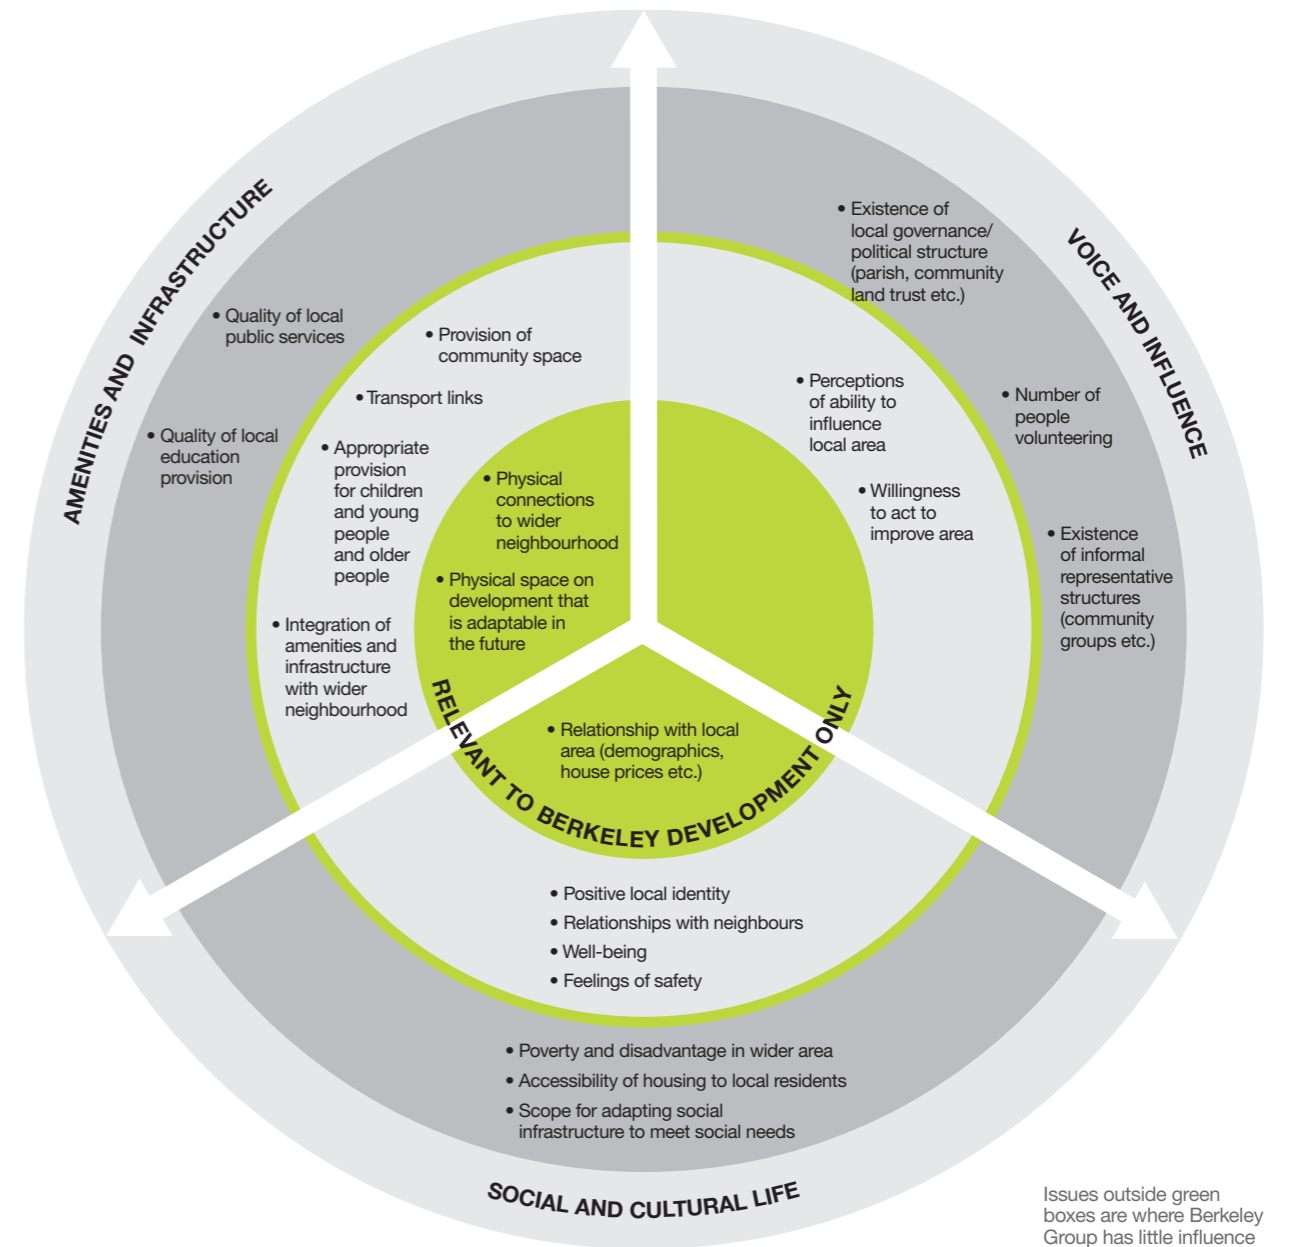 AMENITIES AND INFRASTRUCTURE
• Quality of local
public services
• Quality of local
education
provision
• Provision of
community space
• Transport links
• Appropriate
provision
for children
and young
people
and older
people
• Integration of
amenities and
infrastructure
with wider
neighbourhood
• Physical
connections
to wider
neighbourhood
• Physical space on
development that
is adaptable in
the future
VOICE AND INFLUENCE
• Existence of
local governance/
political structure
(parish, community
land trust etc.)
• Number of
people
volunteering
• Existence
of informal
representative
structures
(community
groups etc.)
• Perceptions
of ability to
influence
local area
• Willingness
to act to
improve area
• Relationship with local
area (demographics,
house prices etc.)
RELEVANT TO BERKELEY DEVELOPMENT ONLY
• Positive local identity
• Relationships with neighbours
• Well-being
• Feelings of safety
• Poverty and disadvantage in wider area
• Accessibility of housing to local residents
• Scope for adapting social
infrastructure to meet social needs
SOCIAL AND CULTURAL LIFE
Issues outside green
boxes are where Berkeley
Group has little influence